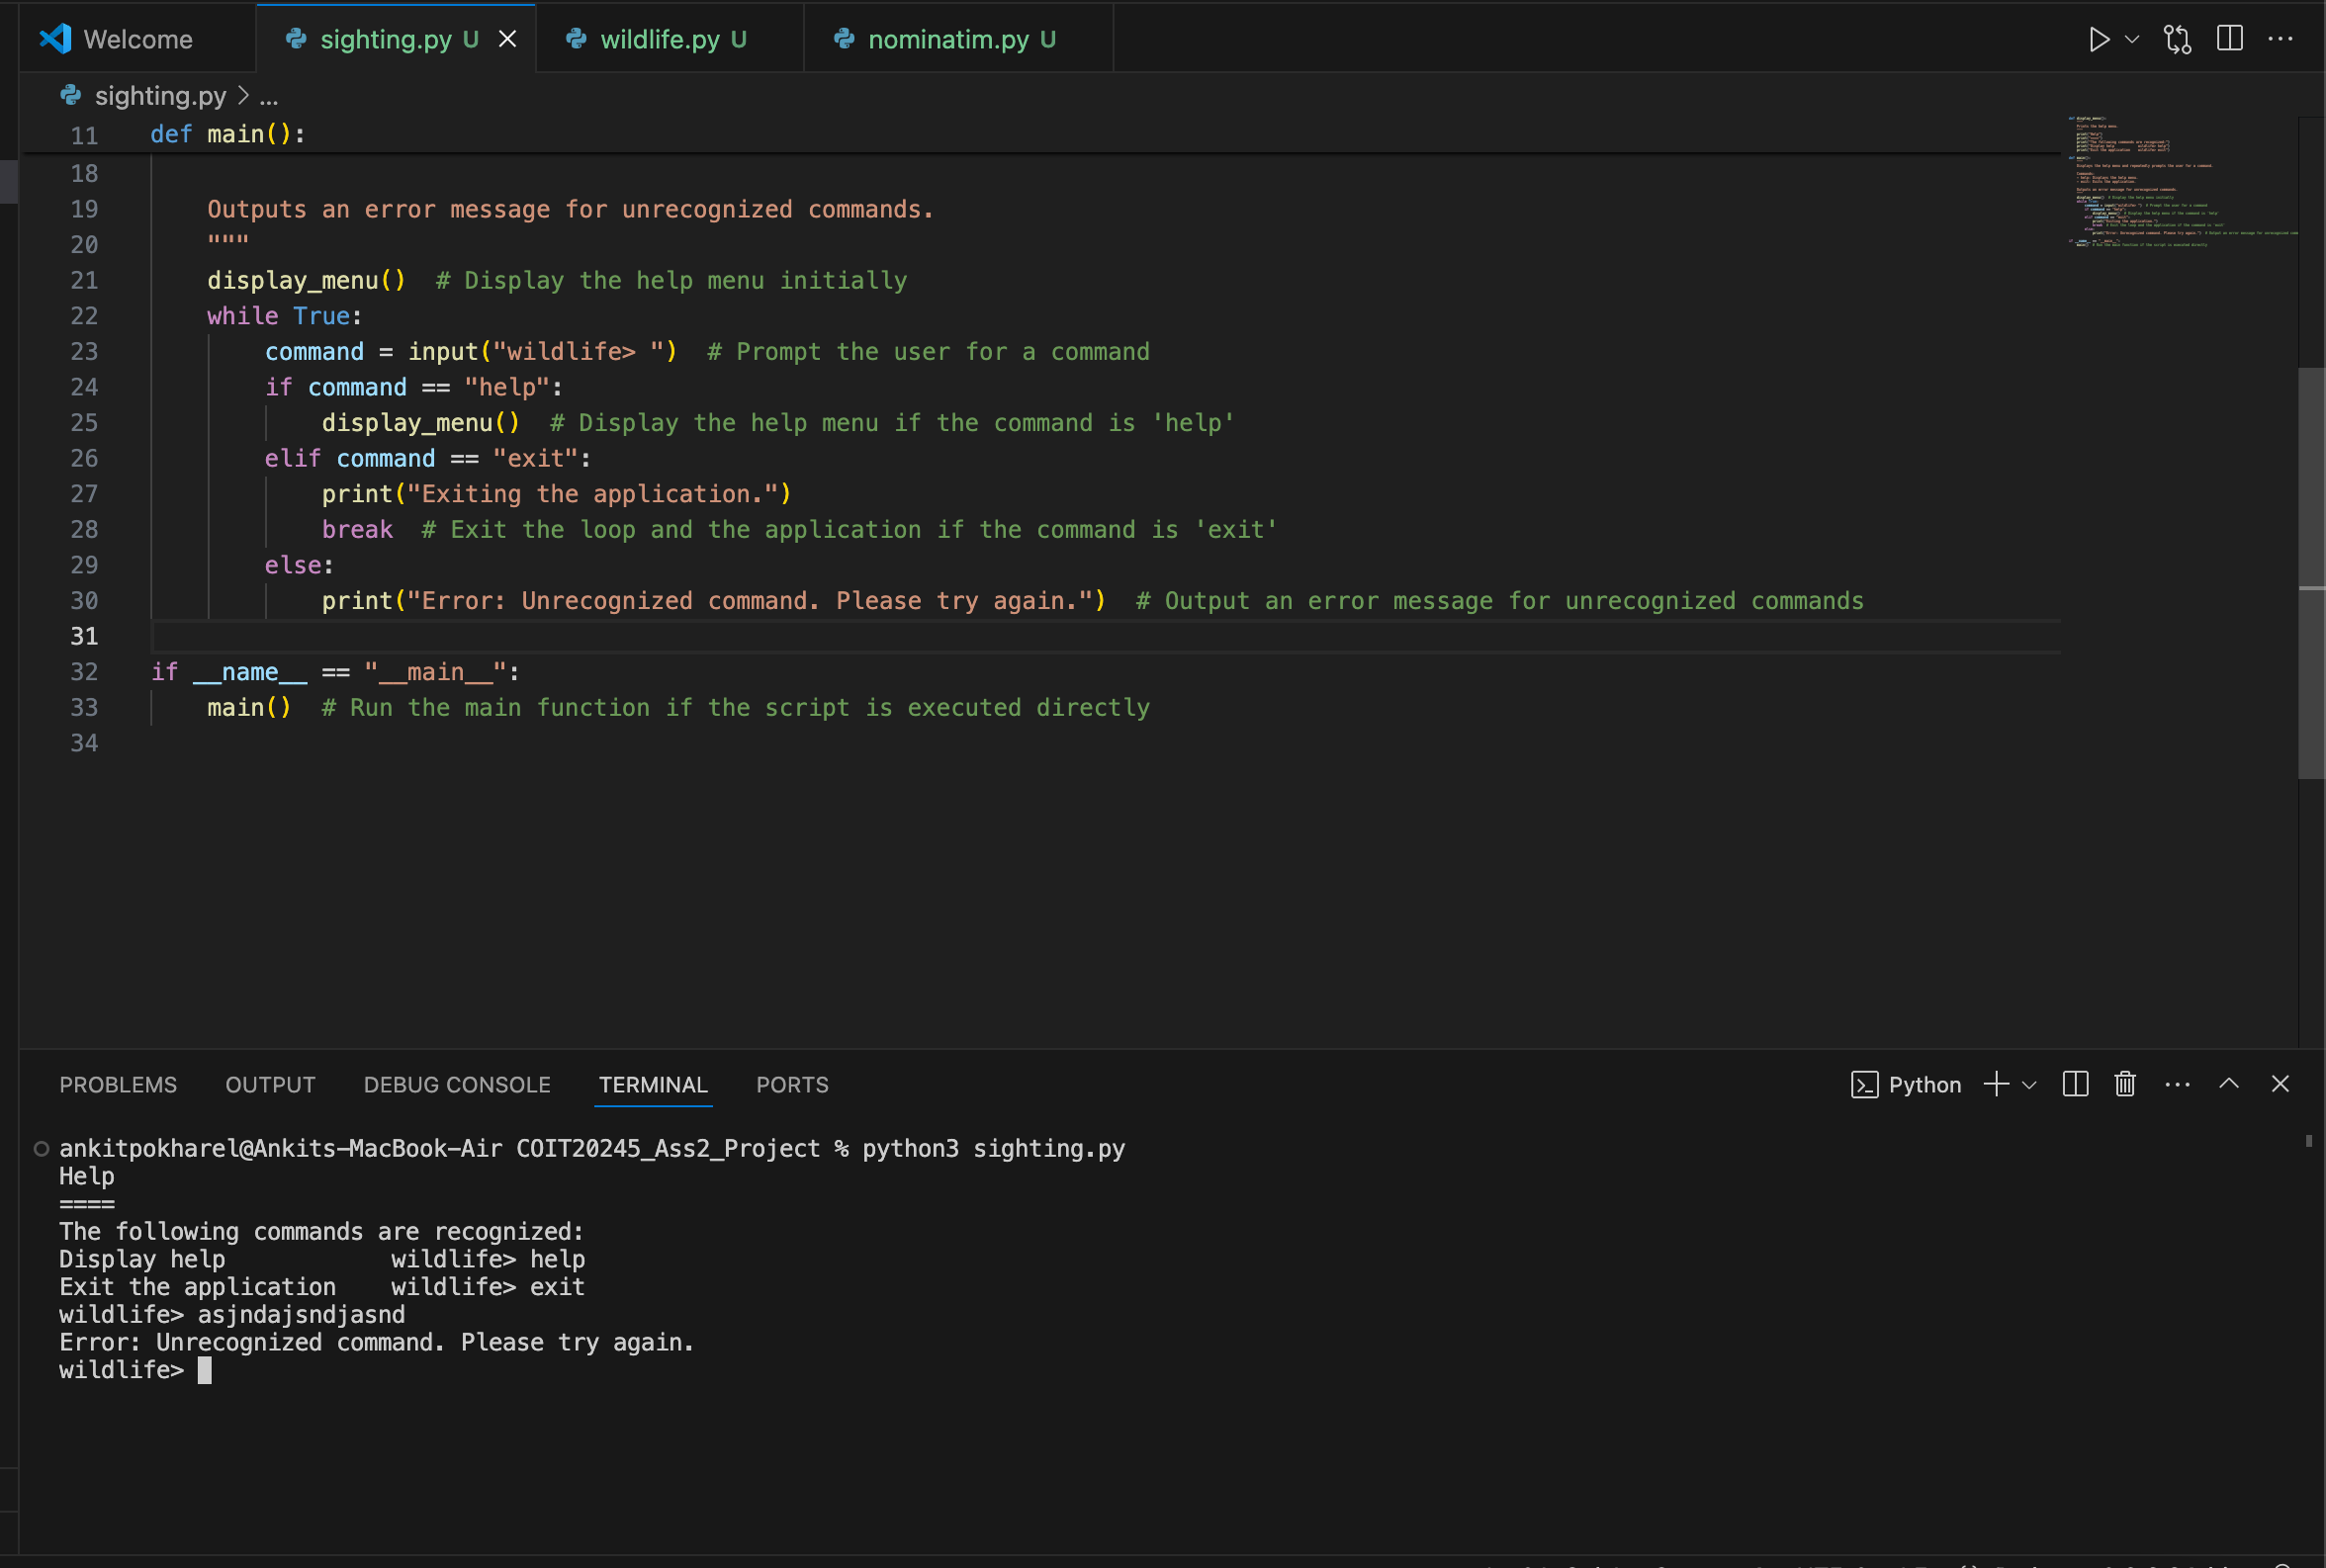 Welcome
sighting.py U
wildlife.py U
nominatim.py U
sighting.py > ...
11 def main():
18
19 Outputs an error message for unrecognized commands.
20 """
21 display_menu()  # Display the help menu initially
22 while True:
23 command = input("wildlife> ")  # Prompt the user for a command
24 if command == "help":
25 display_menu()  # Display the help menu if the command is 'help'
26 elif command == "exit":
27 print("Exiting the application.")
28 break  # Exit the loop and the application if the command is 'exit'
29 else:
30 print("Error: Unrecognized command. Please try again.")  # Output an error message for unrecognized commands
31
32 if __name__ == "__main__":
33 main()  # Run the main function if the script is executed directly
34
PROBLEMS OUTPUT DEBUG CONSOLE TERMINAL PORTS
Python
ankitpokharel@Ankits-MacBook-Air COIT20245_Ass2_Project % python3 sighting.py
Help
====
The following commands are recognized:
Display help            wildlife> help
Exit the application    wildlife> exit
wildlife> asjndajsndjasnd
Error: Unrecognized command. Please try again.
wildlife>